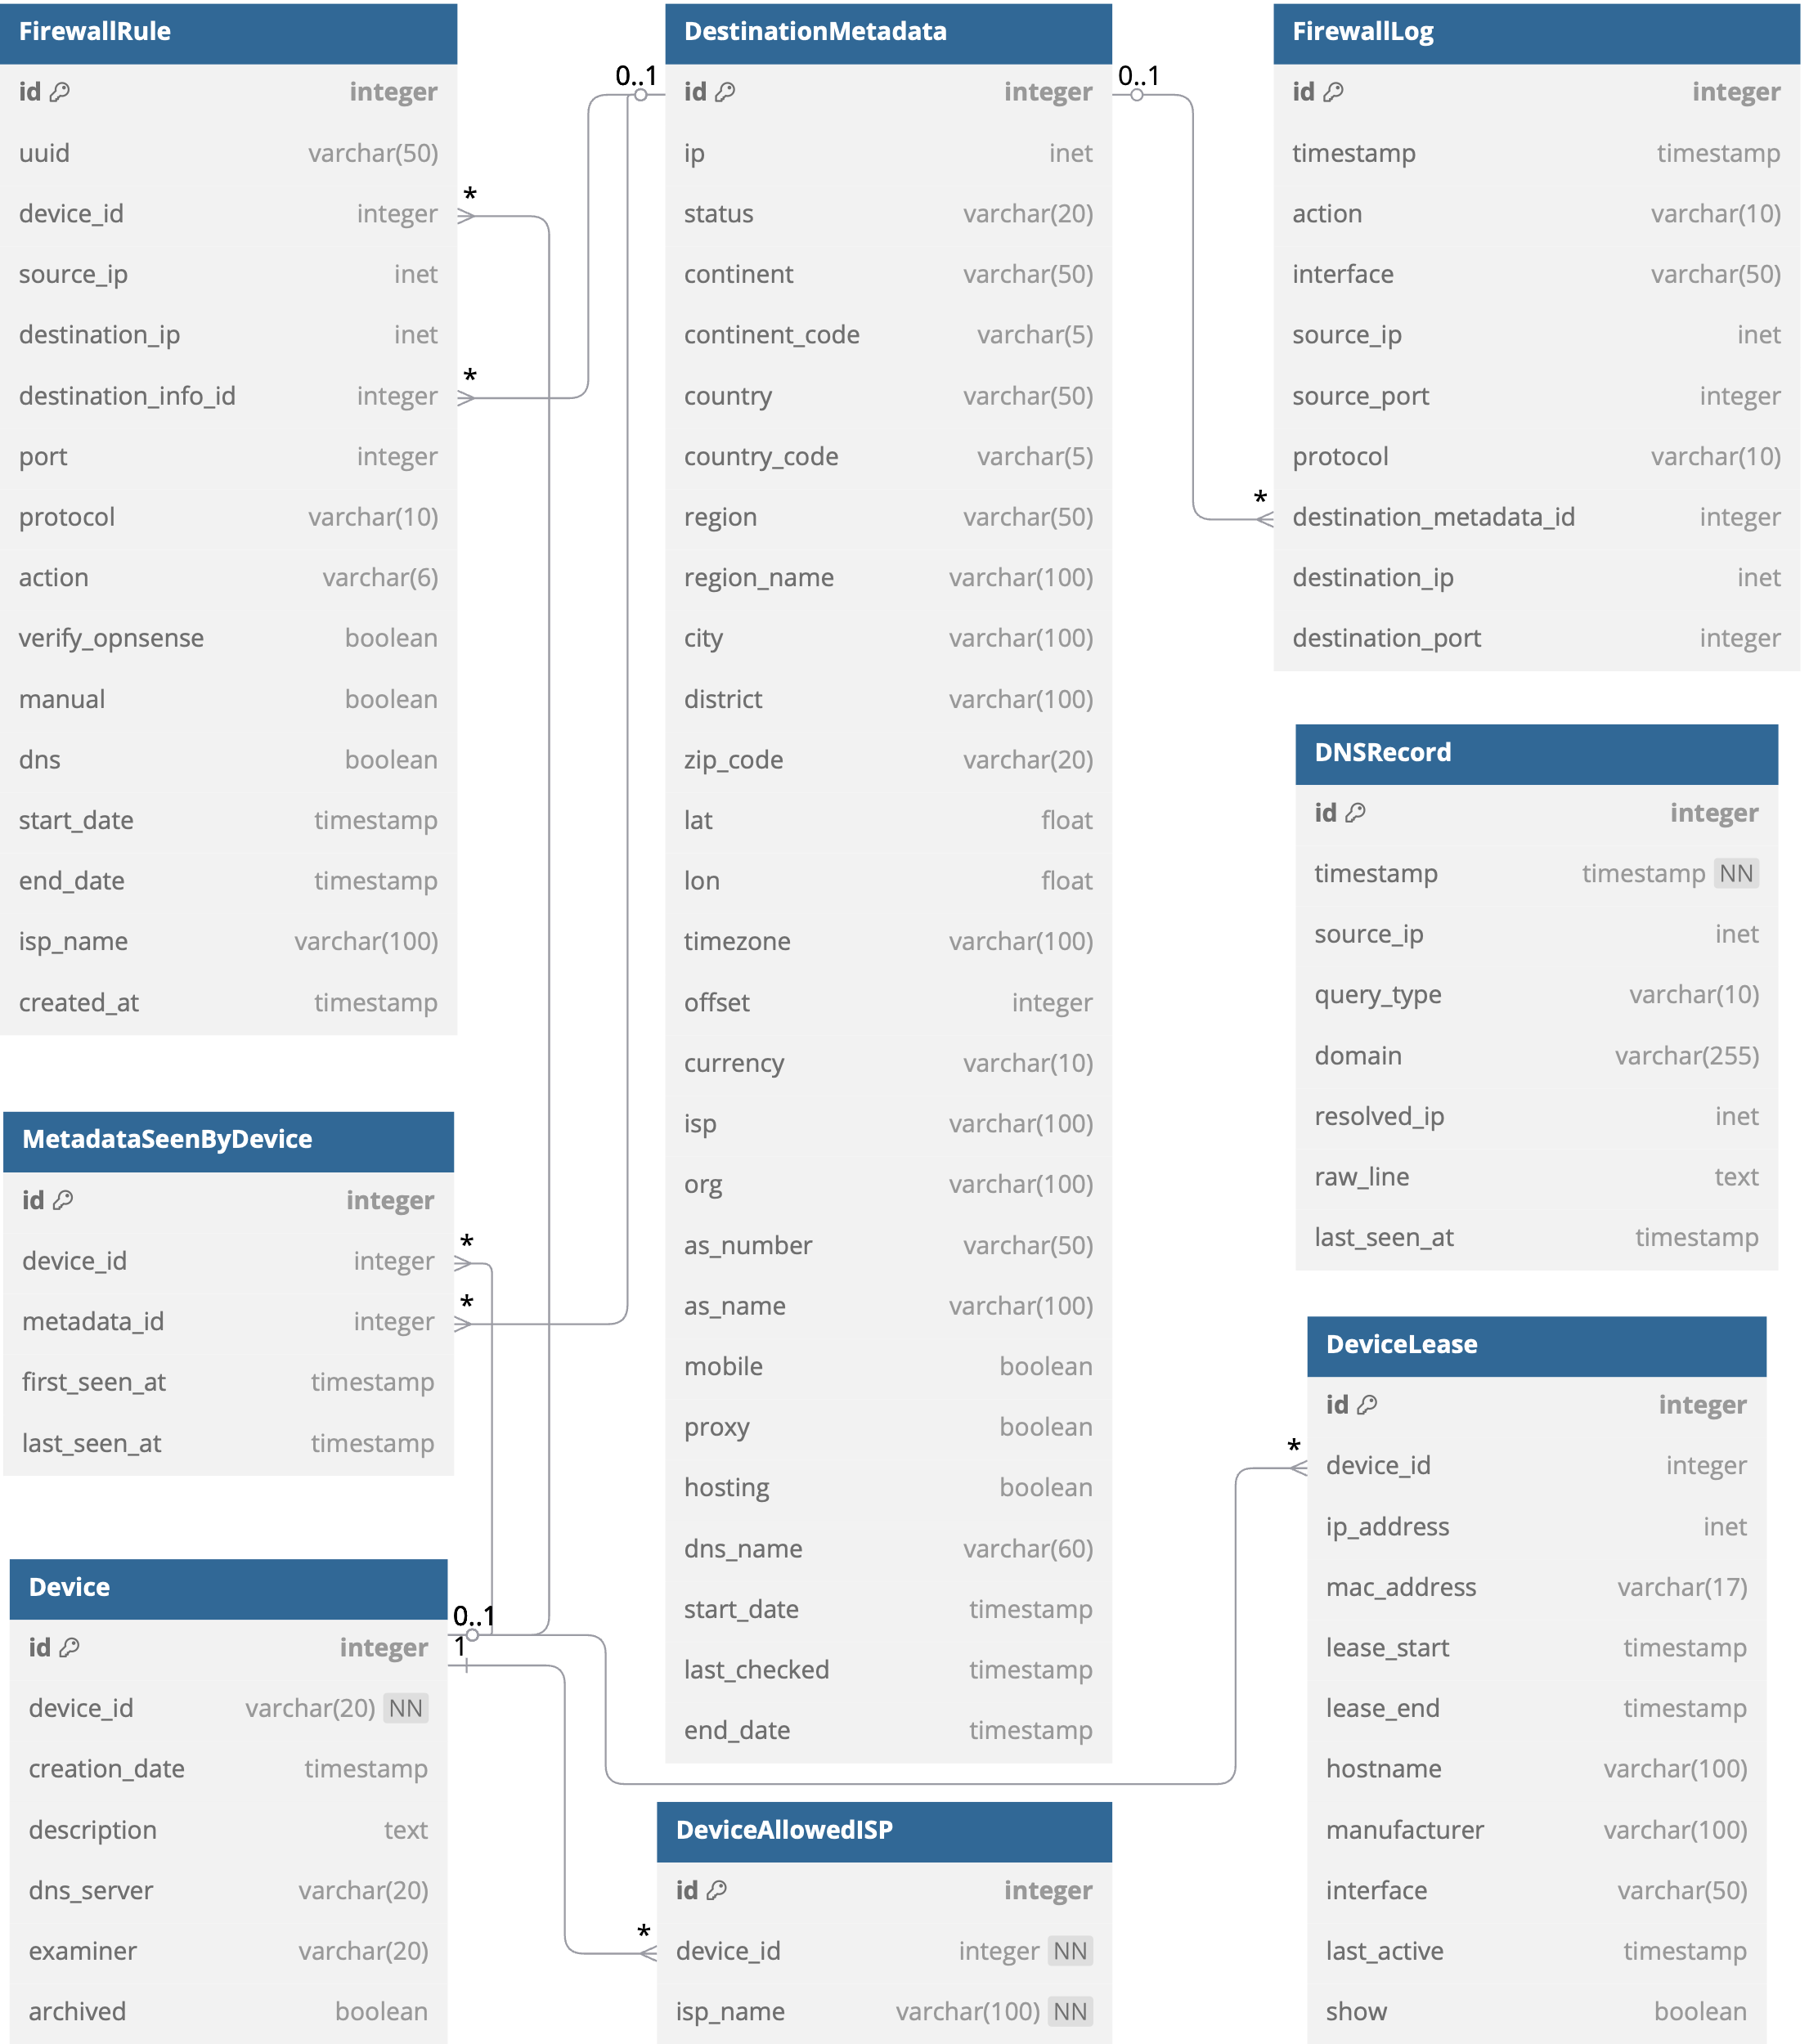 FirewallRule
id integer
uuid varchar(50)
*
device_id integer
source_ip inet
destination_ip inet
*
destination_info_id integer
port integer
protocol varchar(10)
action varchar(6)
verify_opnsense boolean
manual boolean
dns boolean
start_date timestamp
end_date timestamp
isp_name varchar(100)
created_at timestamp
MetadataSeenByDevice
id integer
*
device_id integer
*
metadata_id integer
first_seen_at timestamp
last_seen_at timestamp
Device
0..1
id integer
1
device_id varchar(20) NN
creation_date timestamp
description text
dns_server varchar(20)
examiner varchar(20)
archived boolean
DestinationMetadata
0..1
0..1
id integer
ip inet
status varchar(20)
continent varchar(50)
continent_code varchar(5)
country varchar(50)
country_code varchar(5)
region varchar(50)
region_name varchar(100)
city varchar(100)
district varchar(100)
zip_code varchar(20)
lat float
lon float
timezone varchar(100)
offset integer
currency varchar(10)
isp varchar(100)
org varchar(100)
as_number varchar(50)
as_name varchar(100)
mobile boolean
proxy boolean
hosting boolean
dns_name varchar(60)
start_date timestamp
last_checked timestamp
end_date timestamp
DeviceAllowedISP
id integer
*
device_id integer NN
isp_name varchar(100) NN
FirewallLog
id integer
timestamp timestamp
action varchar(10)
interface varchar(50)
source_ip inet
source_port integer
protocol varchar(10)
*
destination_metadata_id integer
destination_ip inet
destination_port integer
DNSRecord
id integer
timestamp timestamp NN
source_ip inet
query_type varchar(10)
domain varchar(255)
resolved_ip inet
raw_line text
last_seen_at timestamp
DeviceLease
id integer
*
device_id integer
ip_address inet
mac_address varchar(17)
lease_start timestamp
lease_end timestamp
hostname varchar(100)
manufacturer varchar(100)
interface varchar(50)
last_active timestamp
show boolean